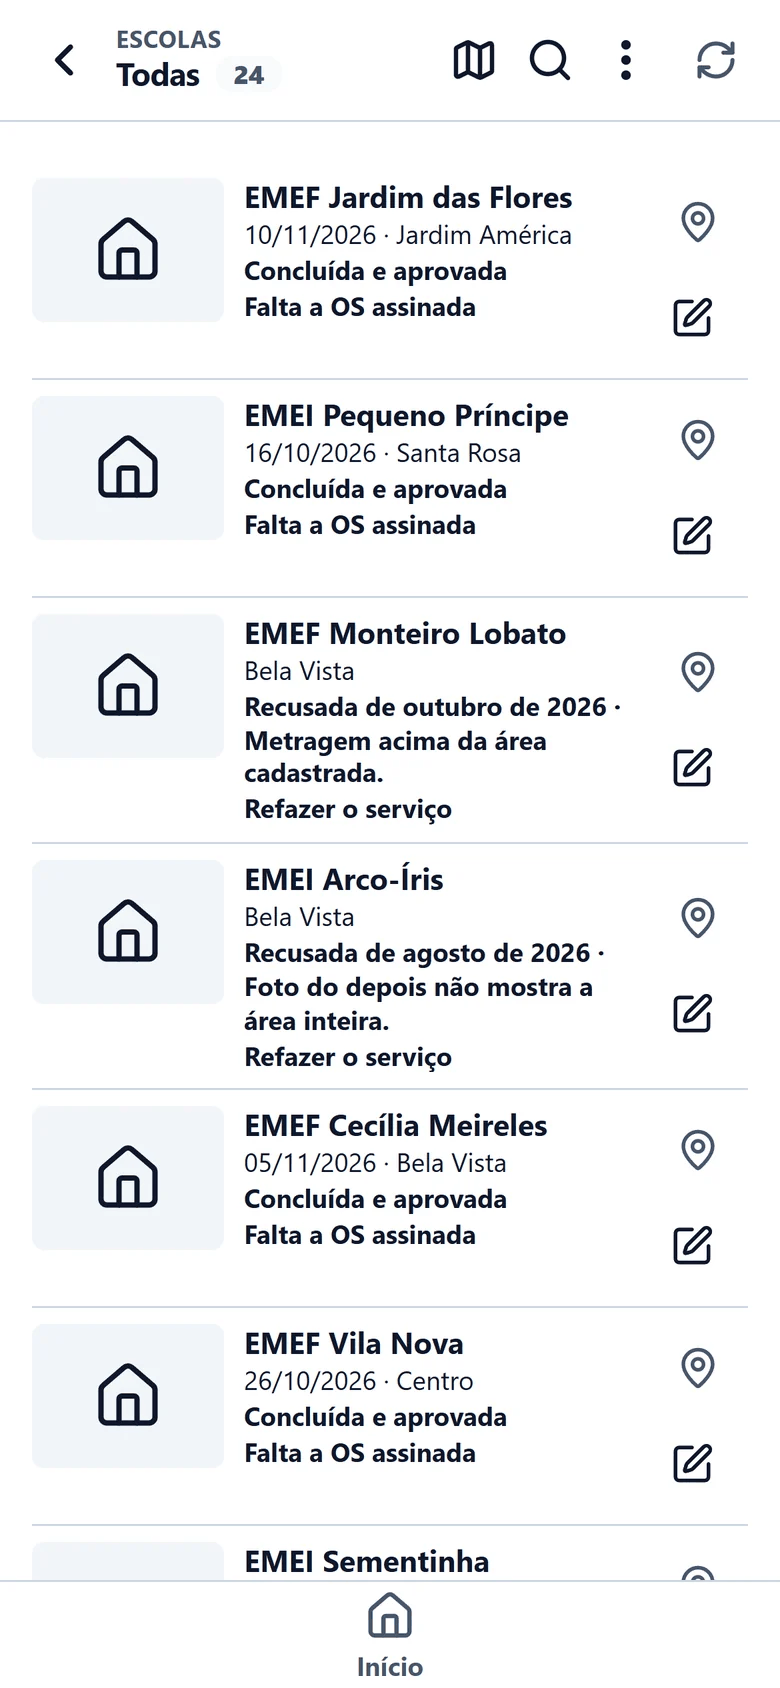 ESCOLAS
Todas 24
EMEF Jardim das Flores
10/11/2026 · Jardim América
Concluída e aprovada
Falta a OS assinada
EMEI Pequeno Príncipe
16/10/2026 · Santa Rosa
Concluída e aprovada
Falta a OS assinada
EMEF Monteiro Lobato
Bela Vista
Recusada de outubro de 2026 ·
Metragem acima da área
cadastrada.
Refazer o serviço
EMEI Arco-Íris
Bela Vista
Recusada de agosto de 2026 ·
Foto do depois não mostra a
área inteira.
Refazer o serviço
EMEF Cecília Meireles
05/11/2026 · Bela Vista
Concluída e aprovada
Falta a OS assinada
EMEF Vila Nova
26/10/2026 · Centro
Concluída e aprovada
Falta a OS assinada
EMEI Sementinha
Início